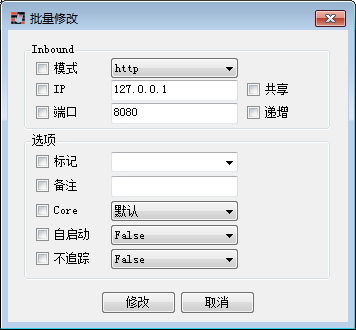 批量修改
Inbound
模式 http
IP 127.0.0.1 共享
端口 8080 递增
选项
标记
备注
Core 默认
自启动 False
不追踪 False
修改 取消